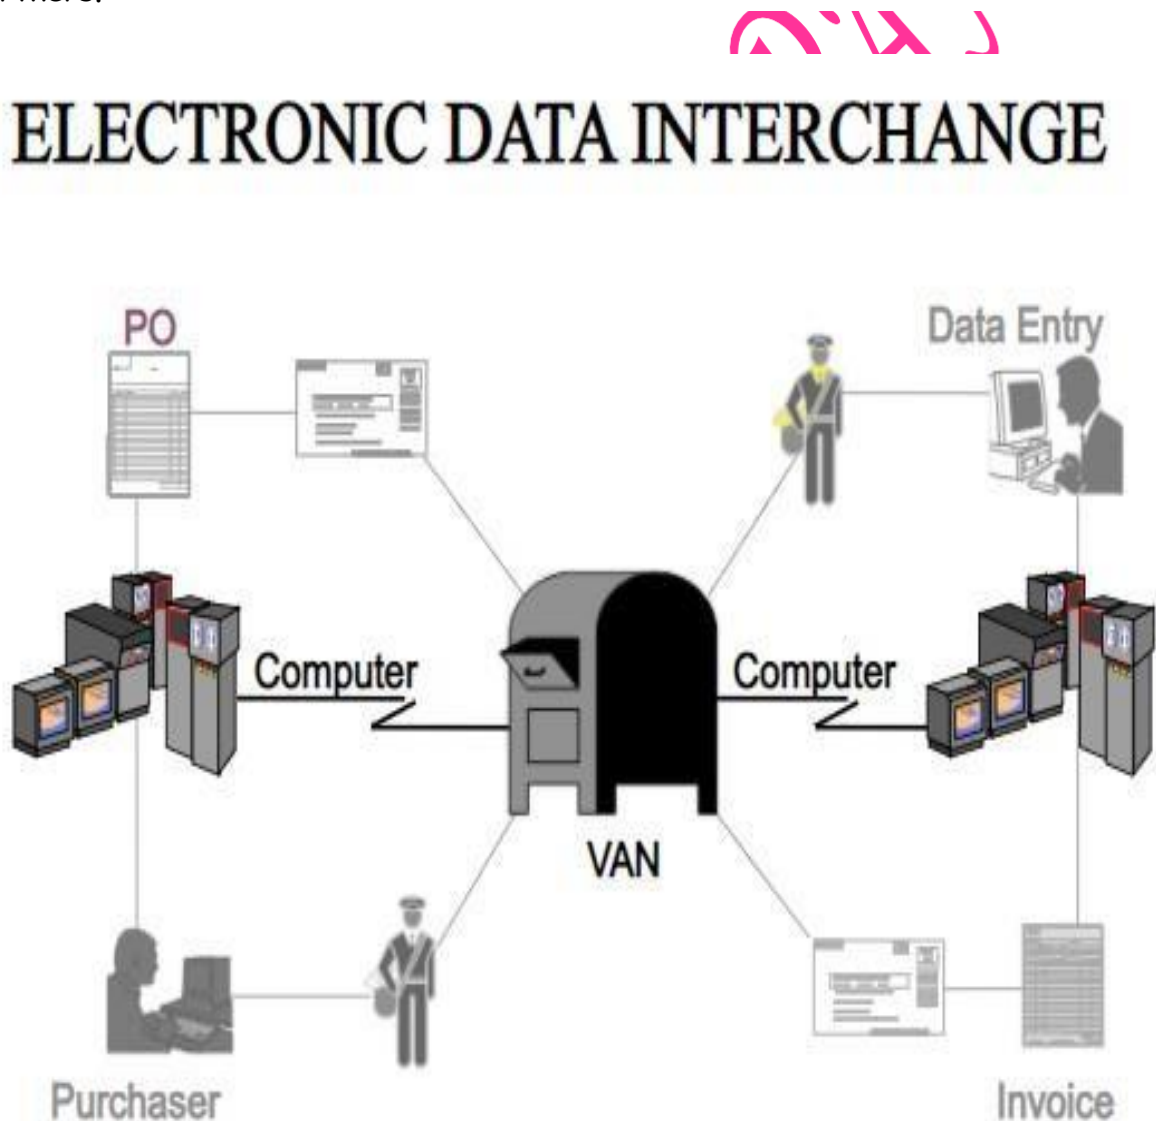 ELECTRONIC DATA INTERCHANGE
PO
Data Entry
Computer
Computer
VAN
Purchaser
Invoice